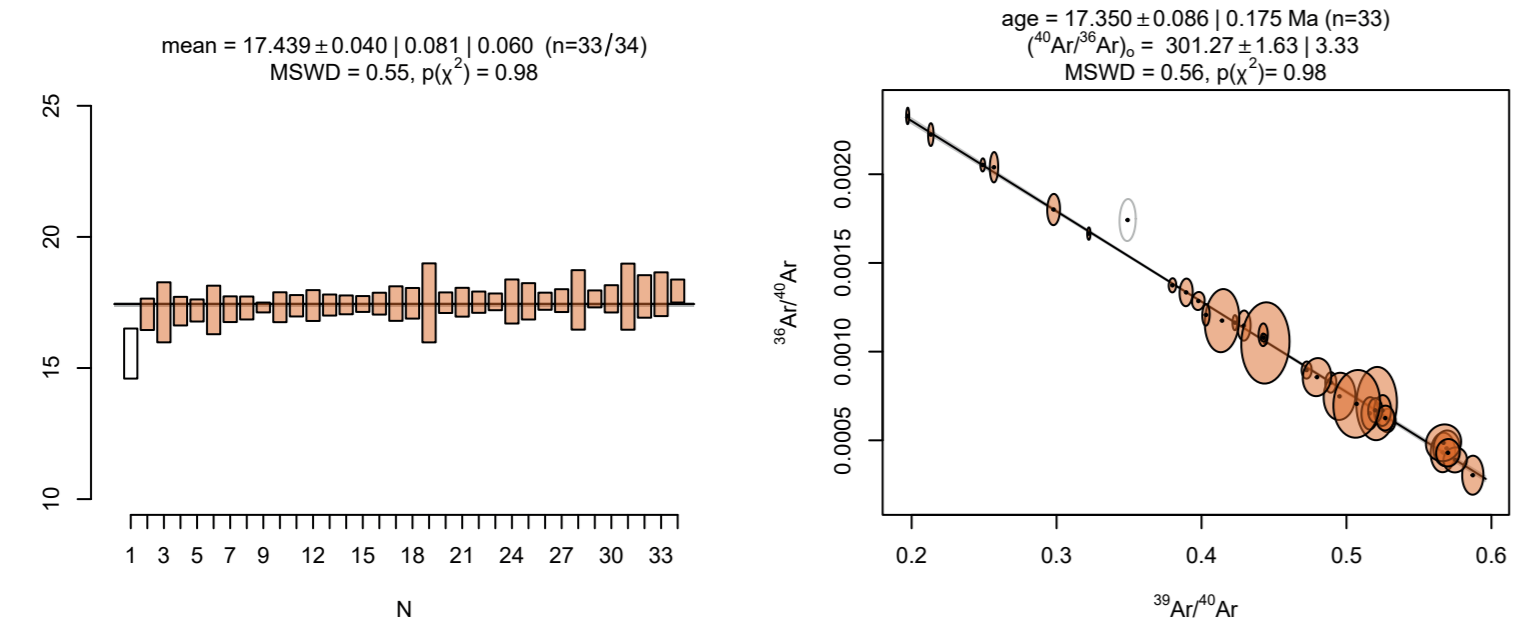 mean = 17.439 ± 0.040 | 0.081 | 0.060 (n=33/34)
MSWD = 0.55, p(χ²) = 0.98
25
20
15
10
1 3 5 7 9 12 15 18 21 24 27 30 33
N
age = 17.350 ± 0.086 | 0.175 Ma (n=33)
(⁴⁰Ar/³⁶Ar)ₒ = 301.27 ± 1.63 | 3.33
MSWD = 0.56, p(χ²)= 0.98
³⁶Ar/⁴⁰Ar
0.0020
0.0015
0.0010
0.0005
0.2 0.3 0.4 0.5 0.6
³⁹Ar/⁴⁰Ar